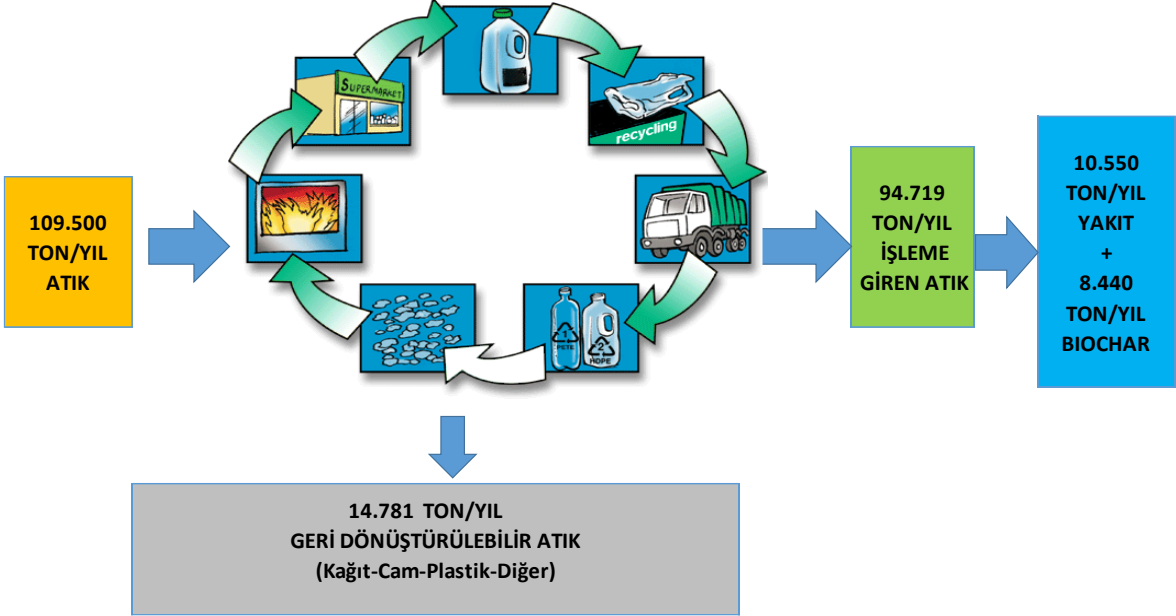 109.500
TON/YIL
ATIK
SUPERMARKET
recycling
1
PETE
2
HDPE
94.719
TON/YIL
İŞLEME
GİREN ATIK
10.550
TON/YIL
YAKIT
+
8.440
TON/YIL
BIOCHAR
14.781 TON/YIL
GERİ DÖNÜŞTÜRÜLEBİLİR ATIK
(Kağıt-Cam-Plastik-Diğer)